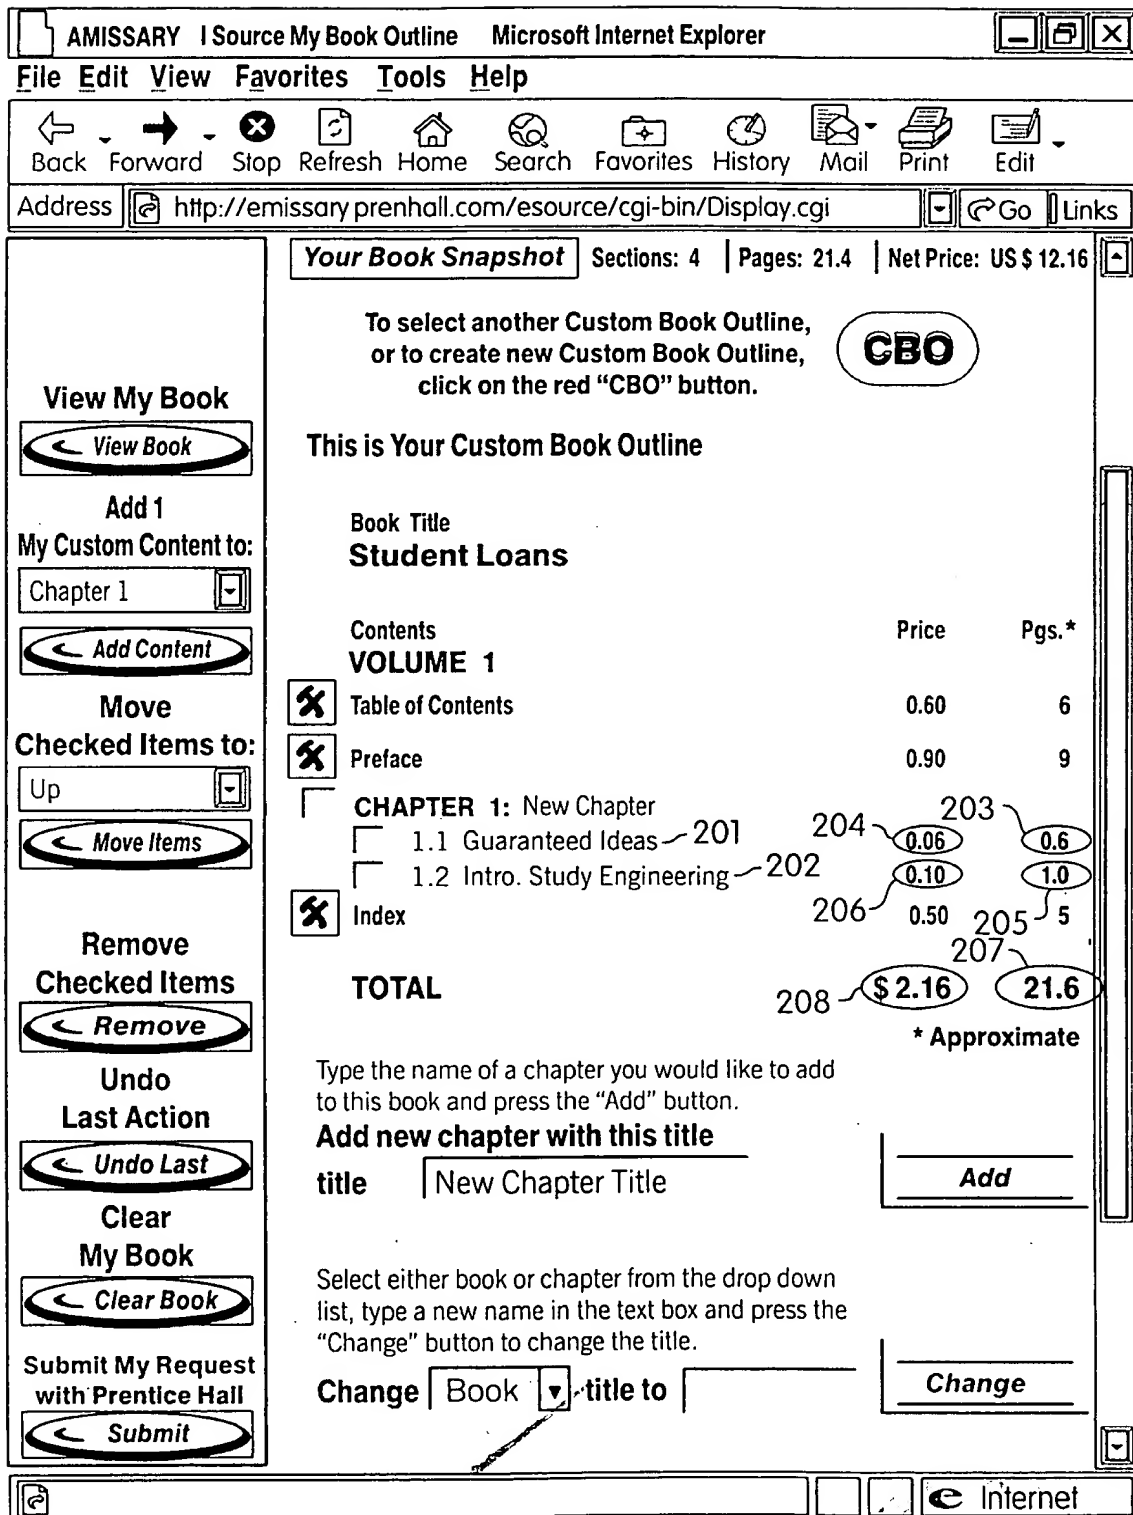 AMISSARY I Source My Book Outline Microsoft Internet Explorer
File Edit View Favorites Tools Help
Back Forward Stop Refresh Home Search Favorites History Mail Print Edit
Address http://emissary prenhall.com/esource/cgi-bin/Display.cgi Go Links
Your Book Snapshot Sections: 4 Pages: 21.4 Net Price: US $ 12.16
To select another Custom Book Outline,
or to create new Custom Book Outline,
click on the red “CBO” button.
CBO
View My Book
View Book
Add 1
My Custom Content to:
Chapter 1
Add Content
Move
Checked Items to:
Up
Move Items
Remove
Checked Items
Remove
Undo
Last Action
Undo Last
Clear
My Book
Clear Book
Submit My Request
with Prentice Hall
Submit
This is Your Custom Book Outline
Book Title
Student Loans
Contents Price Pgs.*
VOLUME 1
Table of Contents 0.60 6
Preface 0.90 9
CHAPTER 1: New Chapter 203
1.1 Guaranteed Ideas 201 204 0.06 0.6
1.2 Intro. Study Engineering 202 0.10 1.0
Index 206 0.50 205 5
207
TOTAL 208 $ 2.16 21.6
* Approximate
Type the name of a chapter you would like to add
to this book and press the “Add” button.
Add new chapter with this title
title New Chapter Title Add
Select either book or chapter from the drop down
list, type a new name in the text box and press the
“Change” button to change the title.
Change Book title to Change
Internet